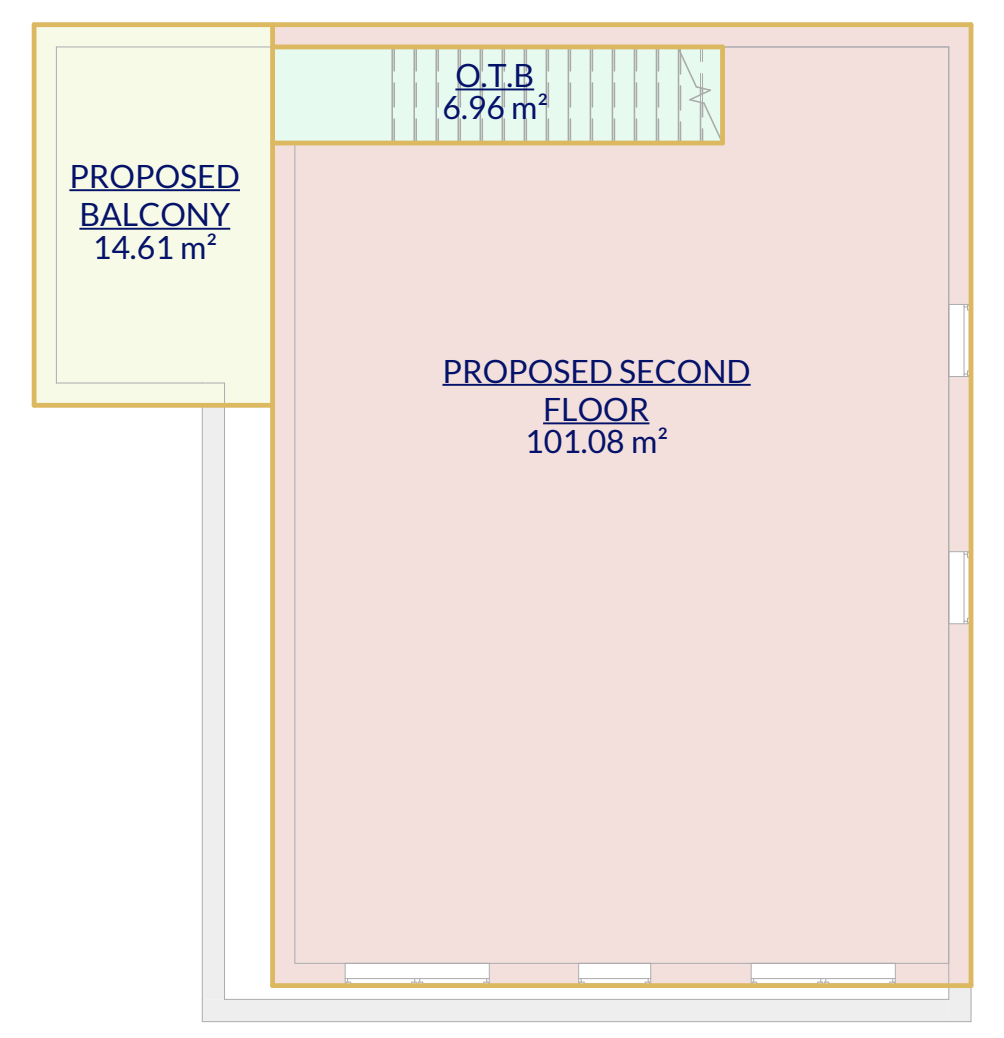 O.T.B
6.96 m²
PROPOSED
BALCONY
14.61 m²
PROPOSED SECOND
FLOOR
101.08 m²